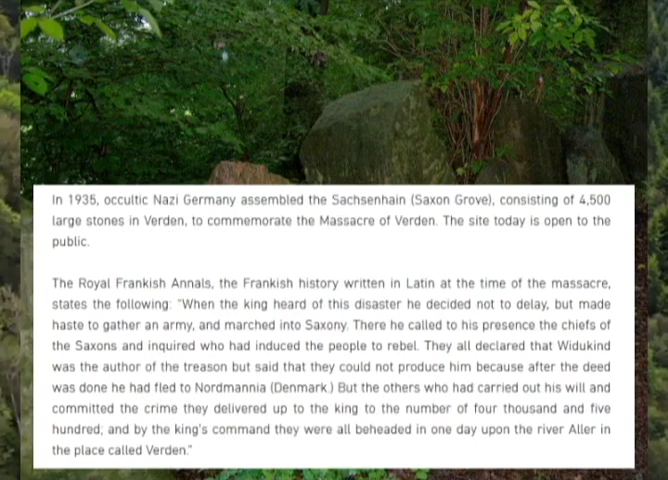 In 1935, occultic Nazi Germany assembled the Sachsenhain (Saxon Grove), consisting of 4,500
large stones in Verden, to commemorate the Massacre of Verden. The site today is open to the
public.
The Royal Frankish Annals, the Frankish history written in Latin at the time of the massacre,
states the following: "When the king heard of this disaster he decided not to delay, but made
haste to gather an army, and marched into Saxony. There he called to his presence the chiefs of
the Saxons and inquired who had induced the people to rebel. They all declared that Widukind
was the author of the treason but said that they could not produce him because after the deed
was done he had fled to Nordmannia (Denmark.) But the others who had carried out his will and
committed the crime they delivered up to the king to the number of four thousand and five
hundred; and by the king's command they were all beheaded in one day upon the river Aller in
the place called Verden."